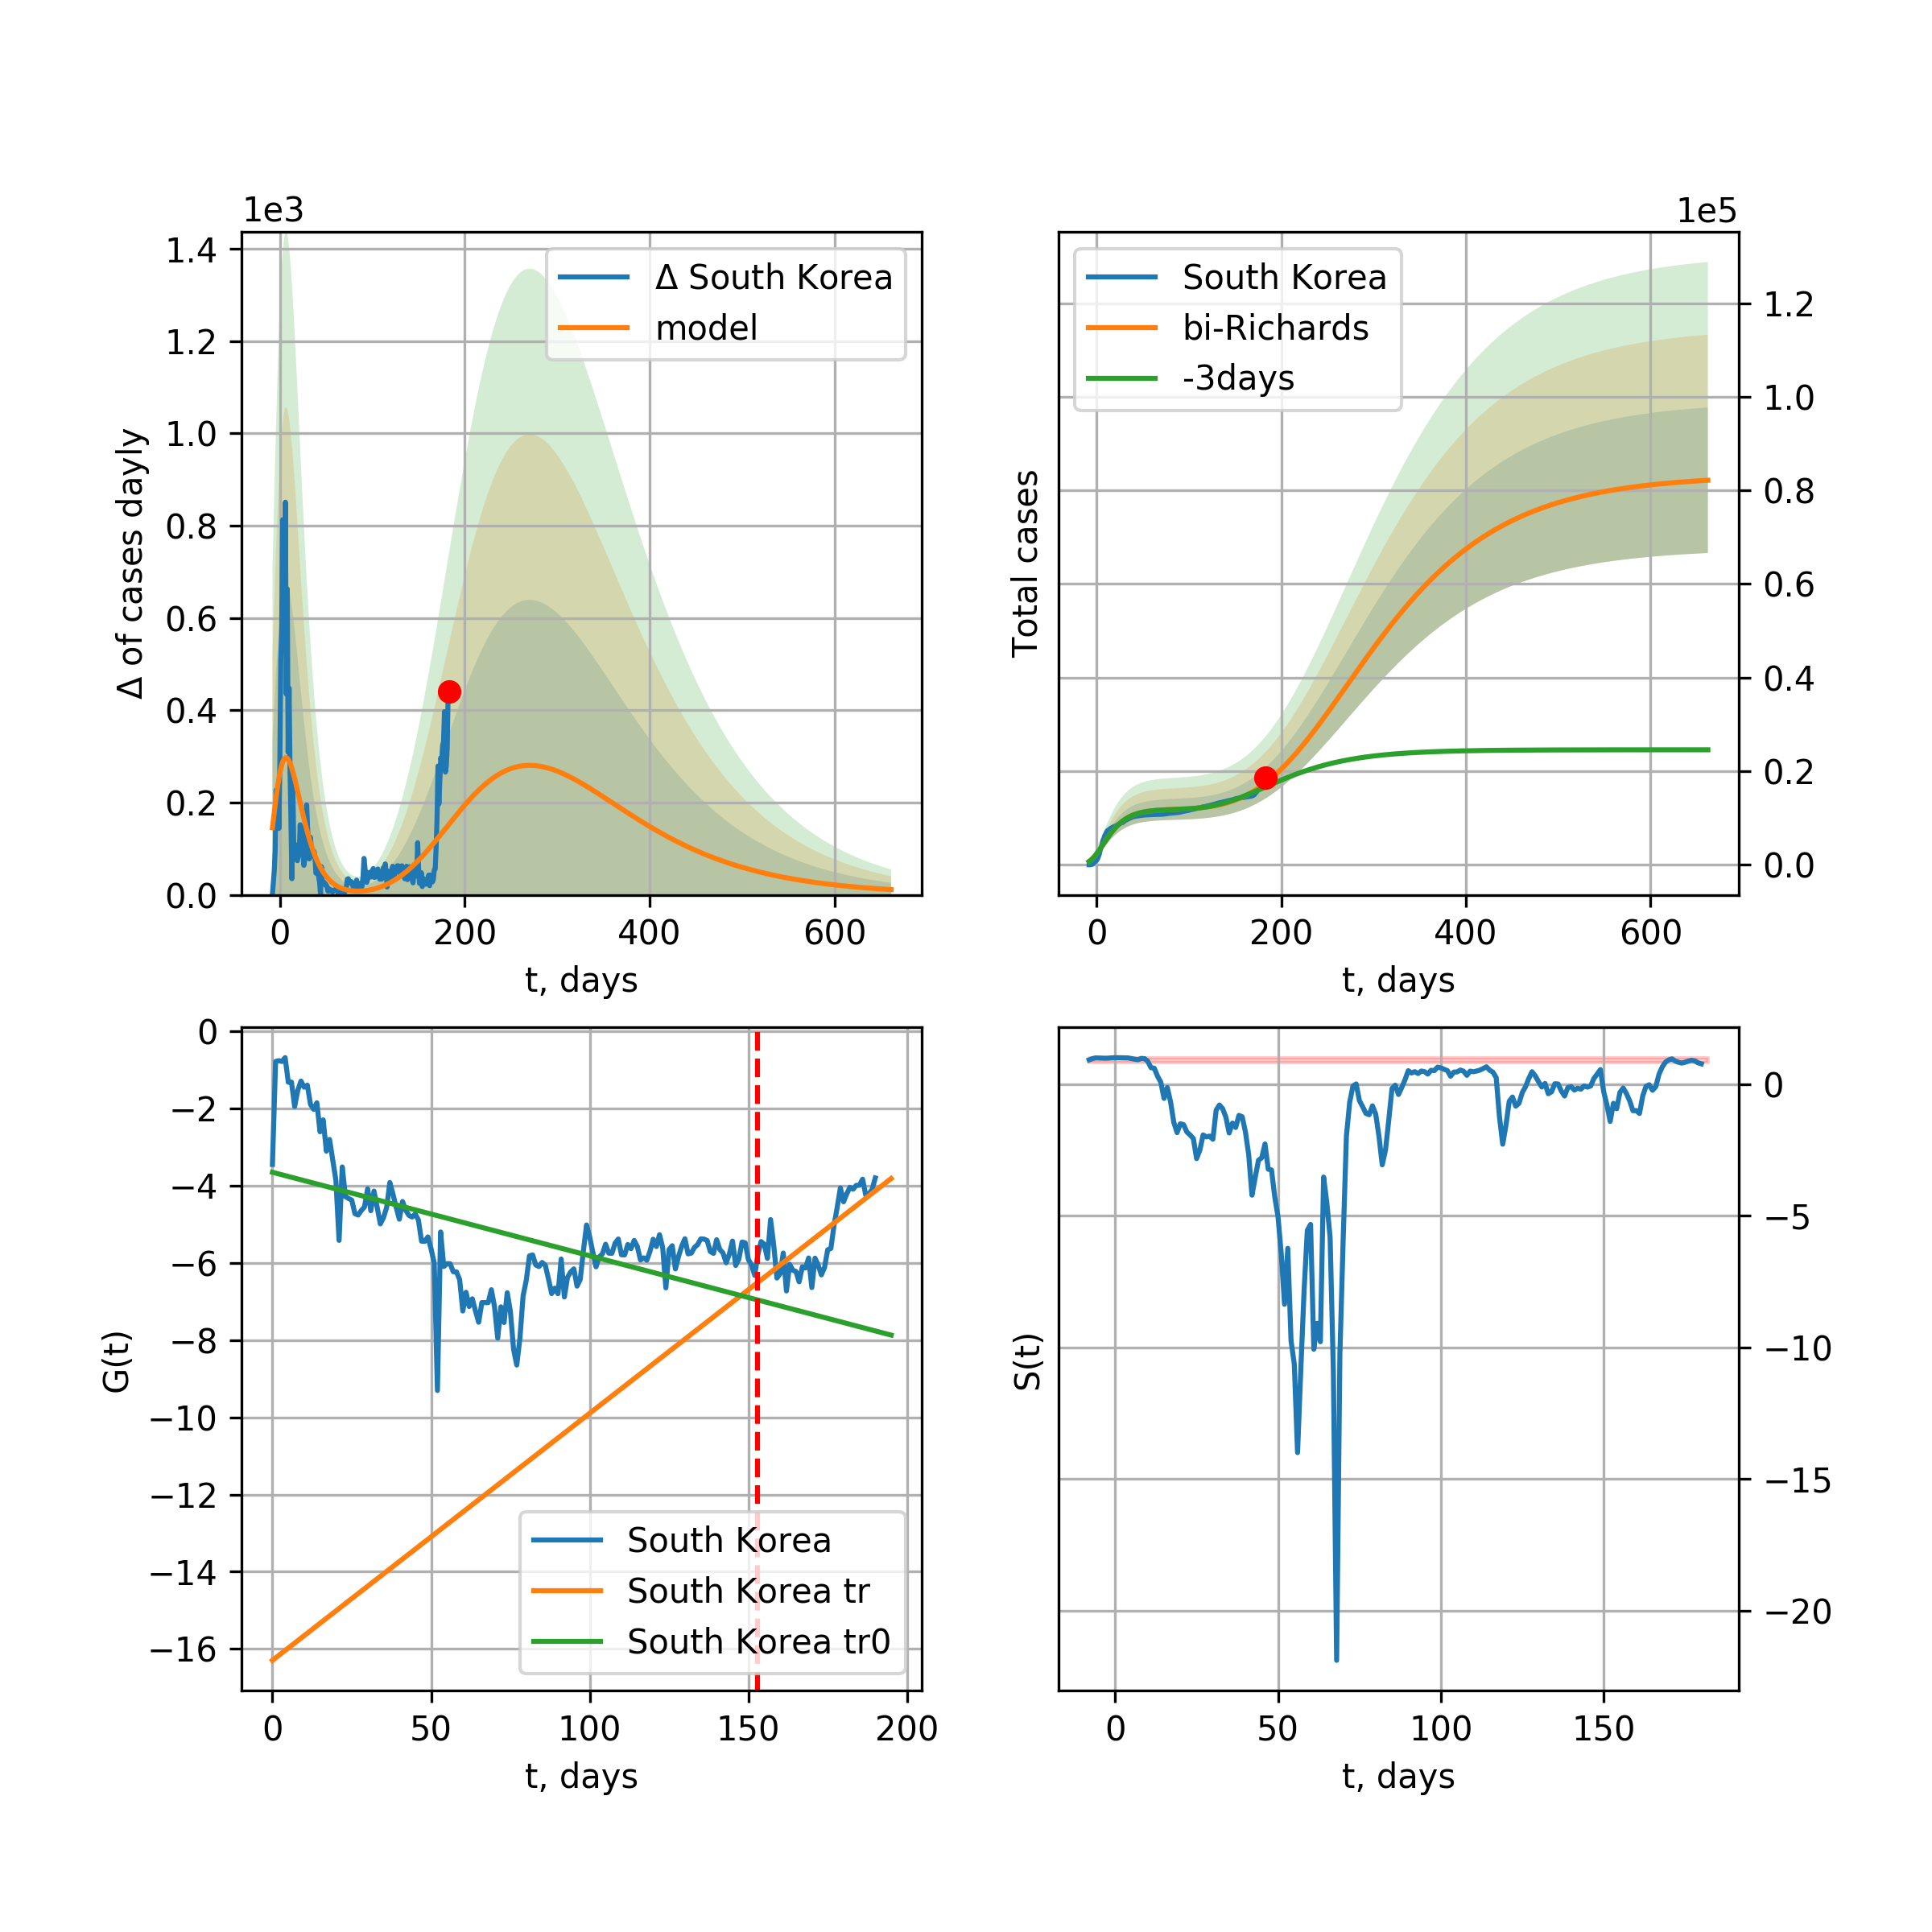 1e3
1.4
1.2
1.0
0.8
0.6
0.4
0.2
0.0
Δ of cases dayly
Δ South Korea
model
0 200 400 600
t, days
1e5
1.2
1.0
0.8
0.6
0.4
0.2
0.0
Total cases
South Korea
bi-Richards
-3days
0 200 400 600
t, days
0
−2
−4
−6
−8
−10
−12
−14
−16
G(t)
South Korea
South Korea tr
South Korea tr0
0 50 100 150 200
t, days
0
−5
−10
−15
−20
S(t)
0 50 100 150
t, days